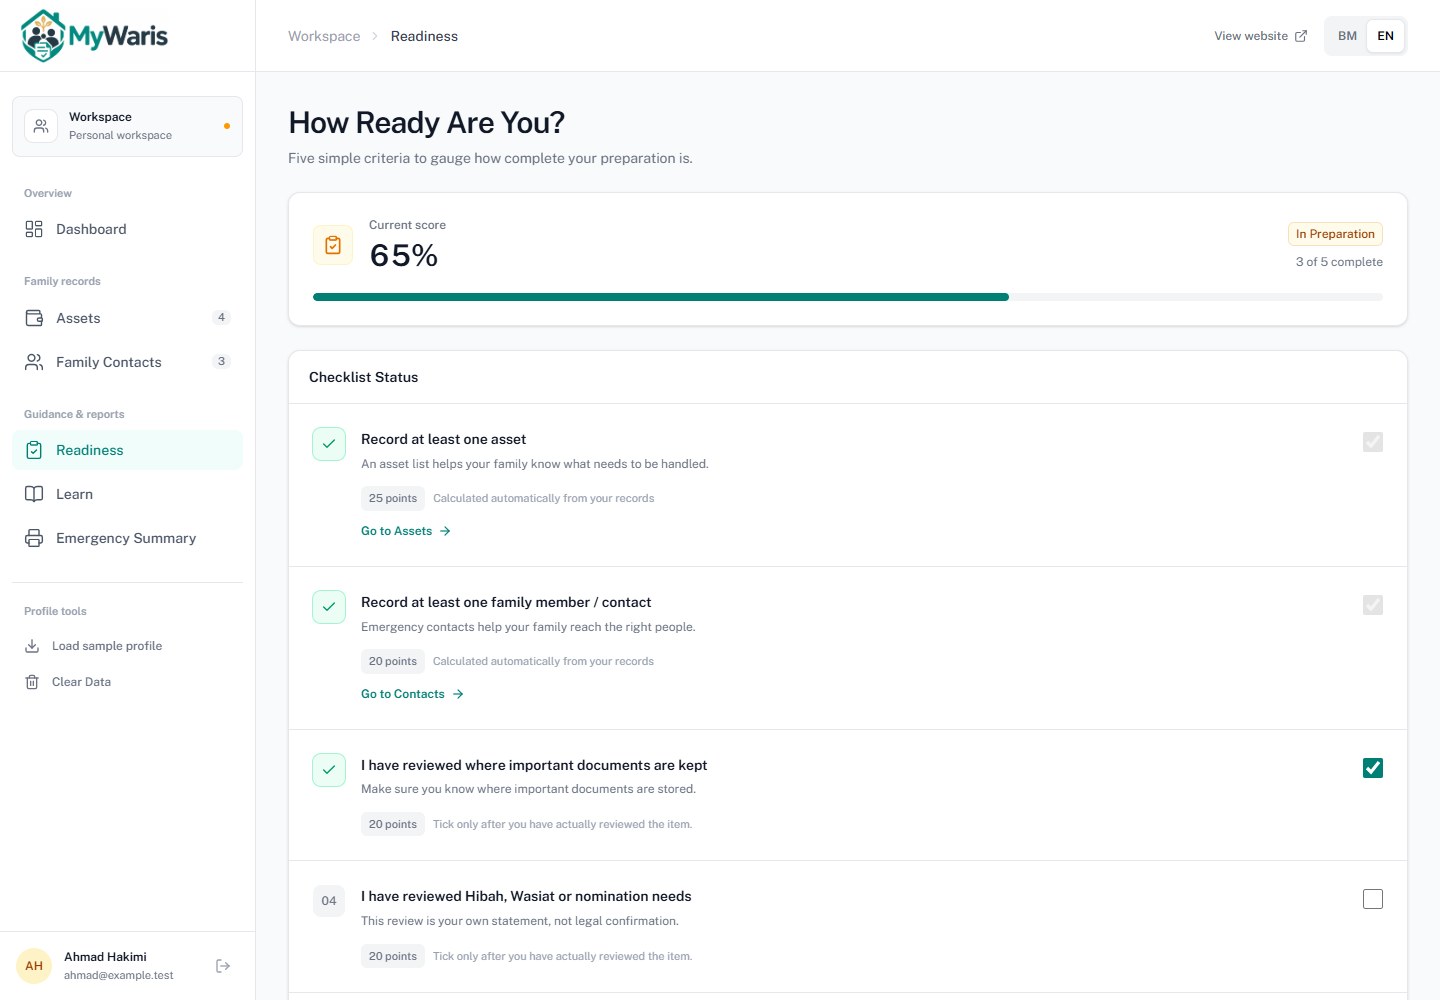 MyWaris
Workspace
Personal workspace
Overview
Dashboard
Family records
Assets 4
Family Contacts 3
Guidance & reports
Readiness
Learn
Emergency Summary
Profile tools
Load sample profile
Clear Data
AH
Ahmad Hakimi
ahmad@example.test
Workspace Readiness
View website
BM EN
How Ready Are You?
Five simple criteria to gauge how complete your preparation is.
Current score
65%
In Preparation
3 of 5 complete
Checklist Status
Record at least one asset
An asset list helps your family know what needs to be handled.
25 points Calculated automatically from your records
Go to Assets
Record at least one family member / contact
Emergency contacts help your family reach the right people.
20 points Calculated automatically from your records
Go to Contacts
I have reviewed where important documents are kept
Make sure you know where important documents are stored.
20 points Tick only after you have actually reviewed the item.
04
I have reviewed Hibah, Wasiat or nomination needs
This review is your own statement, not legal confirmation.
20 points Tick only after you have actually reviewed the item.